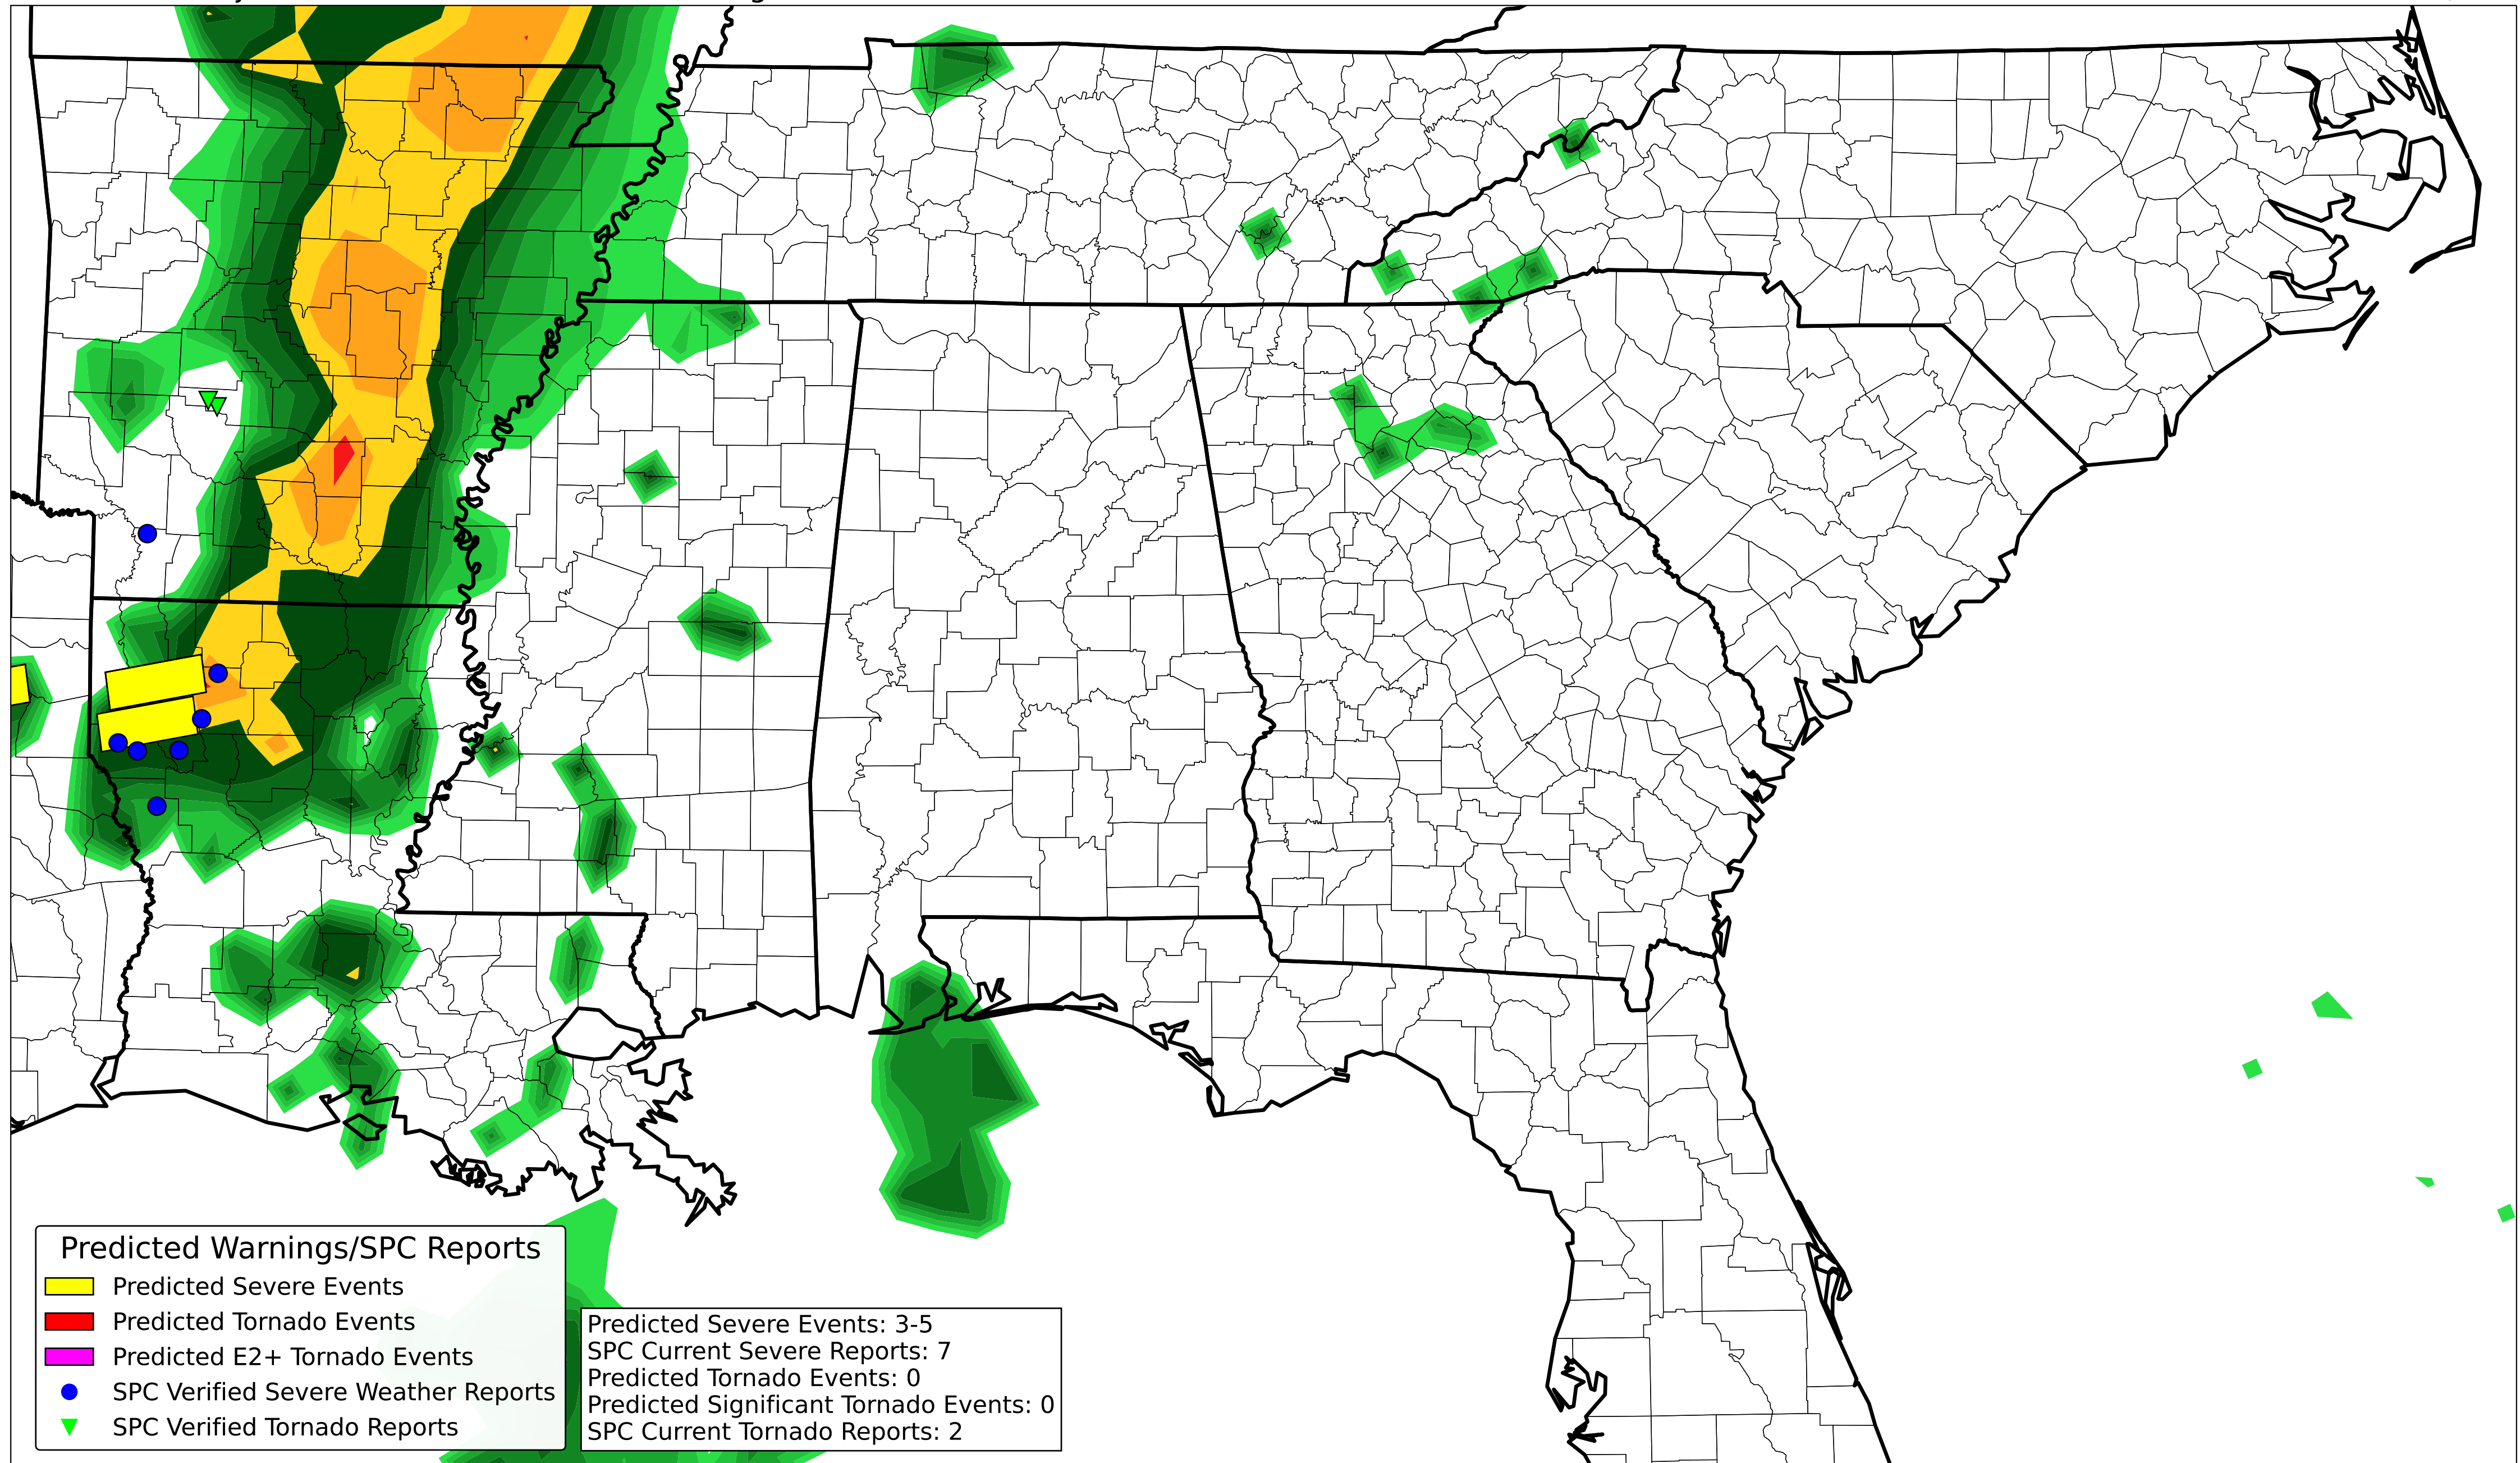 Predicted Warnings/SPC Reports
Predicted Severe Events
Predicted Tornado Events
Predicted E2+ Tornado Events
SPC Verified Severe Weather Reports
SPC Verified Tornado Reports
Predicted Severe Events: 3-5
SPC Current Severe Reports: 7
Predicted Tornado Events: 0
Predicted Significant Tornado Events: 0
SPC Current Tornado Reports: 2